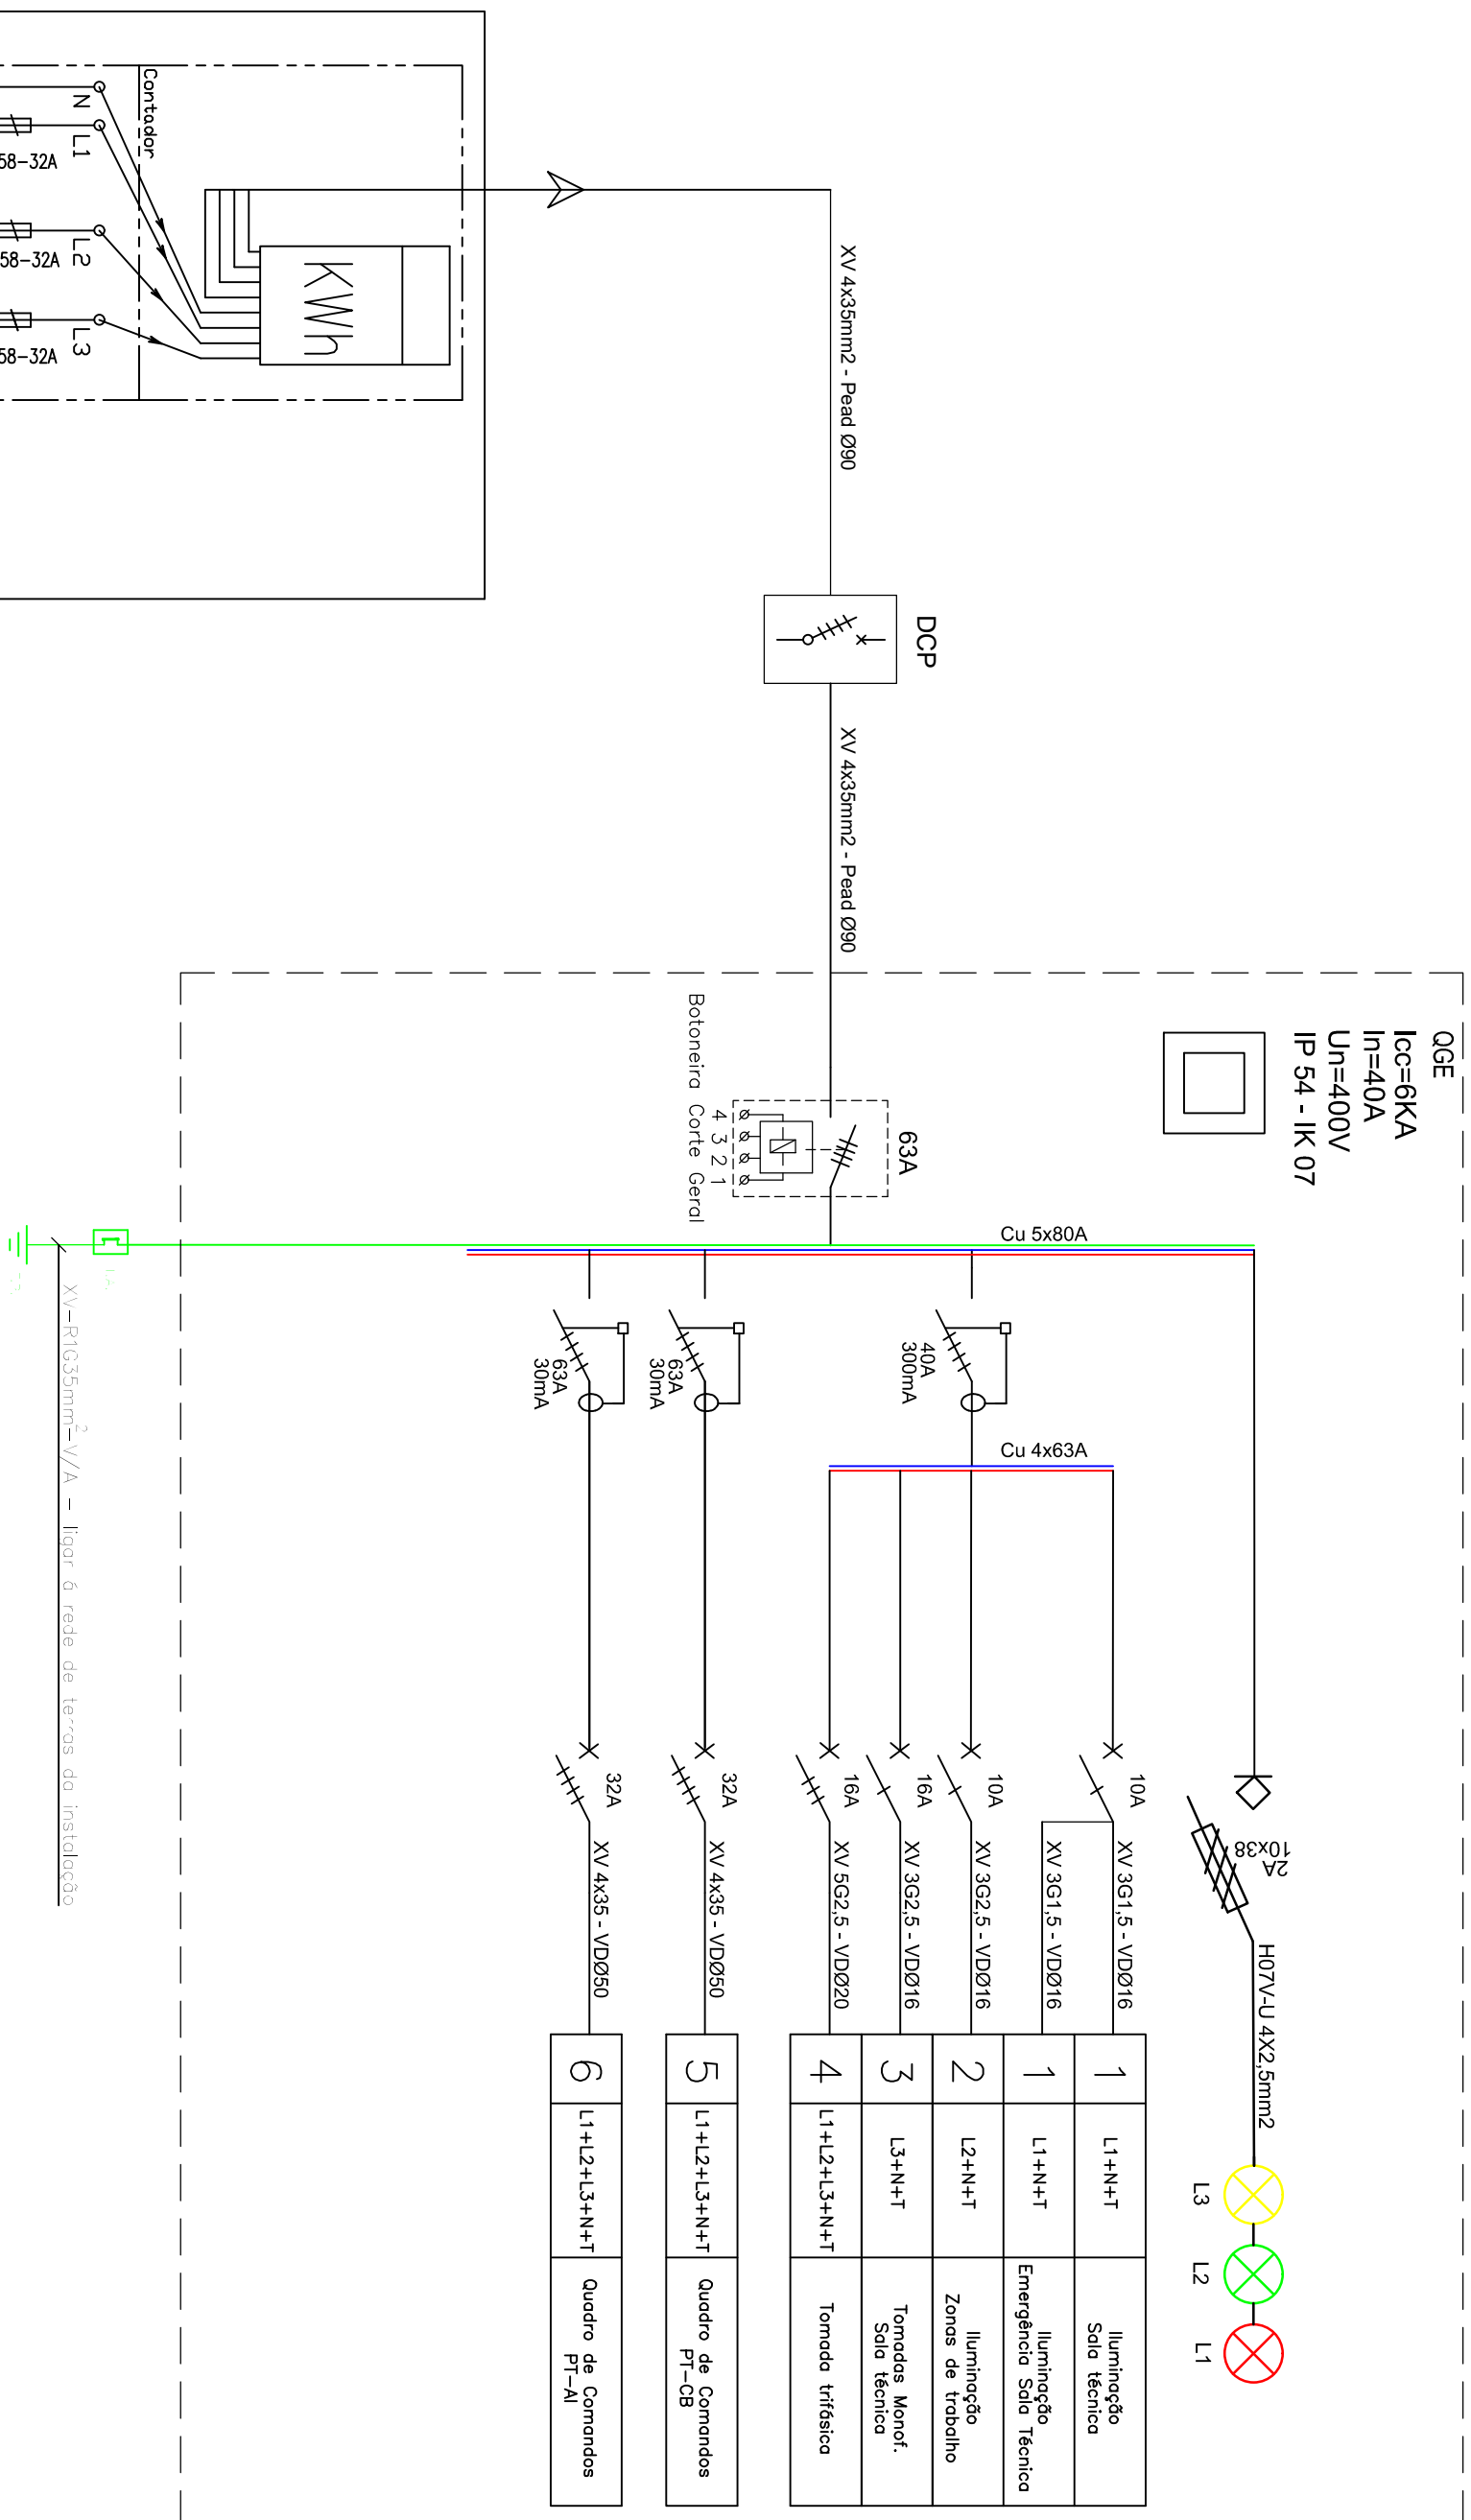 QGE
Icc=6KA
In=40A
Un=400V
IP 54 - IK 07
Contador
N
L1
L2
L3
58-32A
58-32A
58-32A
KWh
XV 4x35mm2 - Pead Ø90
DCP
XV 4x35mm2 - Pead Ø90
63A
4 3 2 1
Botoneira Corte Geral
Cu 5x80A
40A
300mA
63A
30mA
63A
30mA
Cu 4x63A
2A
10x38
H07V-U 4X2,5mm2
L3
L2
L1
10A
XV 3G1,5 - VDØ16
1
L1+N+T
Iluminação
Sala técnica
XV 3G1,5 - VDØ16
1
L1+N+T
Iluminação
Emergência Sala Técnica
10A
XV 3G2,5 - VDØ16
2
L2+N+T
Iluminação
Zonas de trabalho
16A
XV 3G2,5 - VDØ16
3
L3+N+T
Tomadas Monof.
Sala técnica
16A
XV 5G2,5 - VDØ20
4
L1+L2+L3+N+T
Tomada trifásica
32A
XV 4x35 - VDØ50
5
L1+L2+L3+N+T
Quadro de Comandos
PT-CB
32A
XV 4x35 - VDØ50
6
L1+L2+L3+N+T
Quadro de Comandos
PT-AI
XV-R1G35mm²-V/A - ligar á rede de terras da instalação